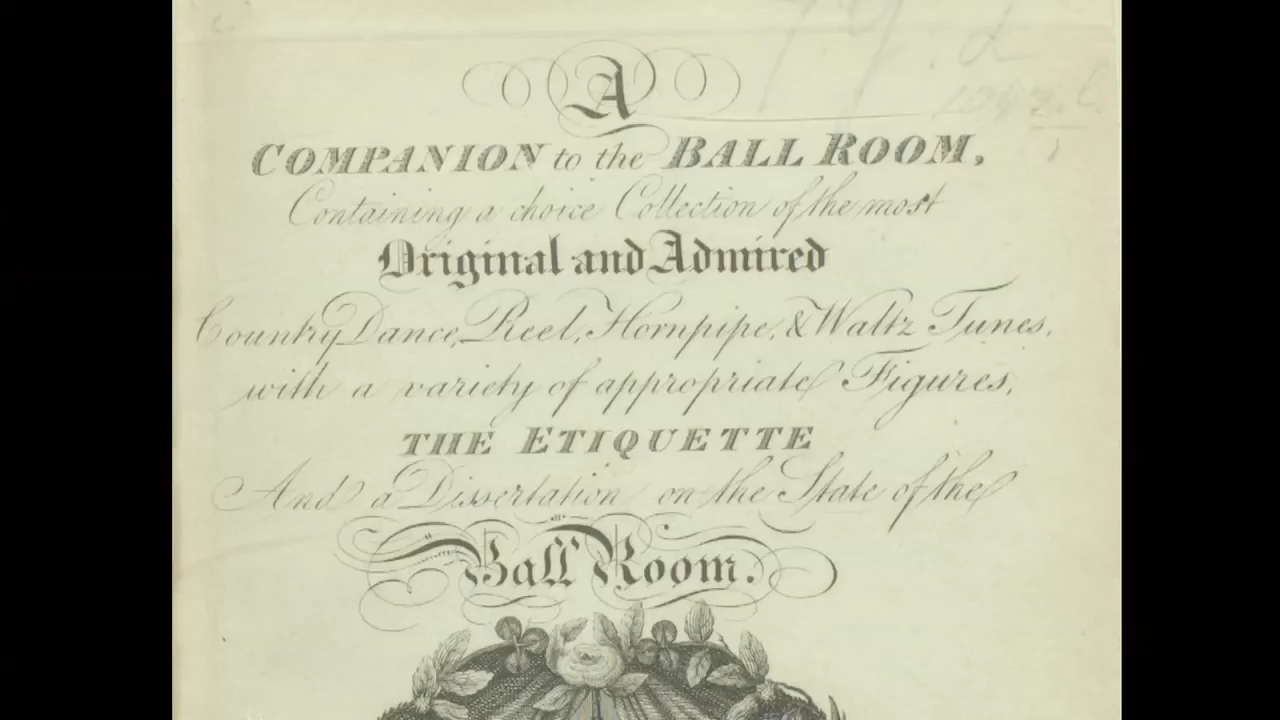 A
COMPANION to the BALL ROOM,
Containing a choice Collection of the most
Original and Admired
Country Dance, Reel, Hornpipe, & Waltz Tunes,
with a variety of appropriate Figures,
THE ETIQUETTE
And a Dissertation on the State of the
Ball Room.